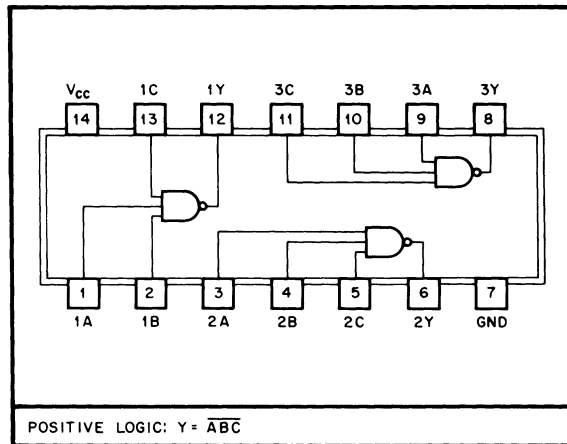 Vcc 1C 1Y 3C 3B 3A 3Y
14 13 12 11 10 9 8
1 2 3 4 5 6 7
1A 1B 2A 2B 2C 2Y GND
POSITIVE LOGIC: Y = A̅B̅C̅